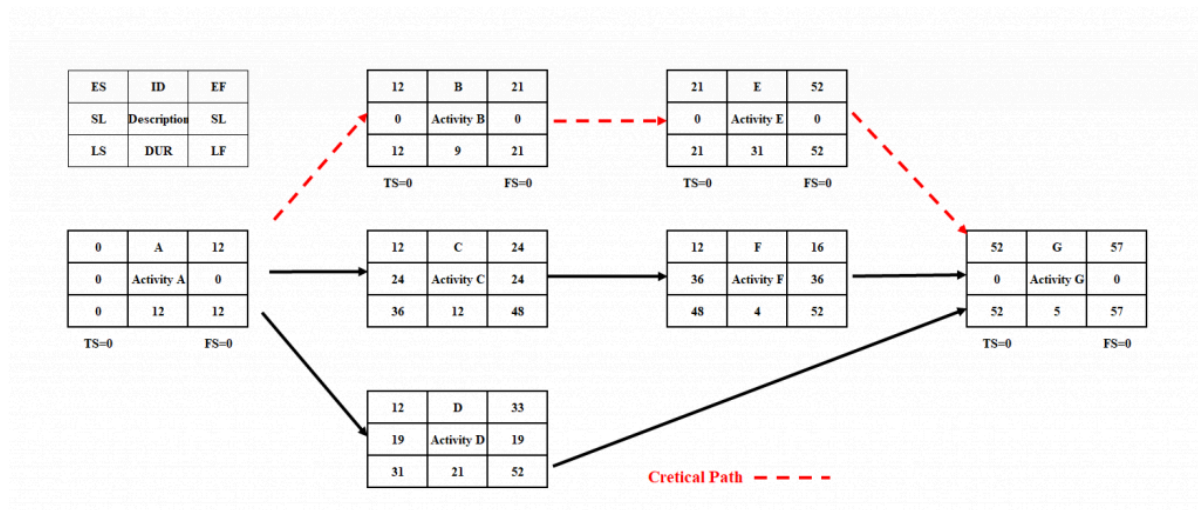 ES ID EF
SL Description SL
LS DUR LF
12 B 21
0 Activity B 0
12 9 21
TS=0 FS=0
21 E 52
0 Activity E 0
21 31 52
TS=0 FS=0
0 A 12
0 Activity A 0
0 12 12
TS=0 FS=0
12 C 24
24 Activity C 24
36 12 48
12 F 16
36 Activity F 36
48 4 52
52 G 57
0 Activity G 0
52 5 57
TS=0 FS=0
12 D 33
19 Activity D 19
31 21 52
Cretical Path